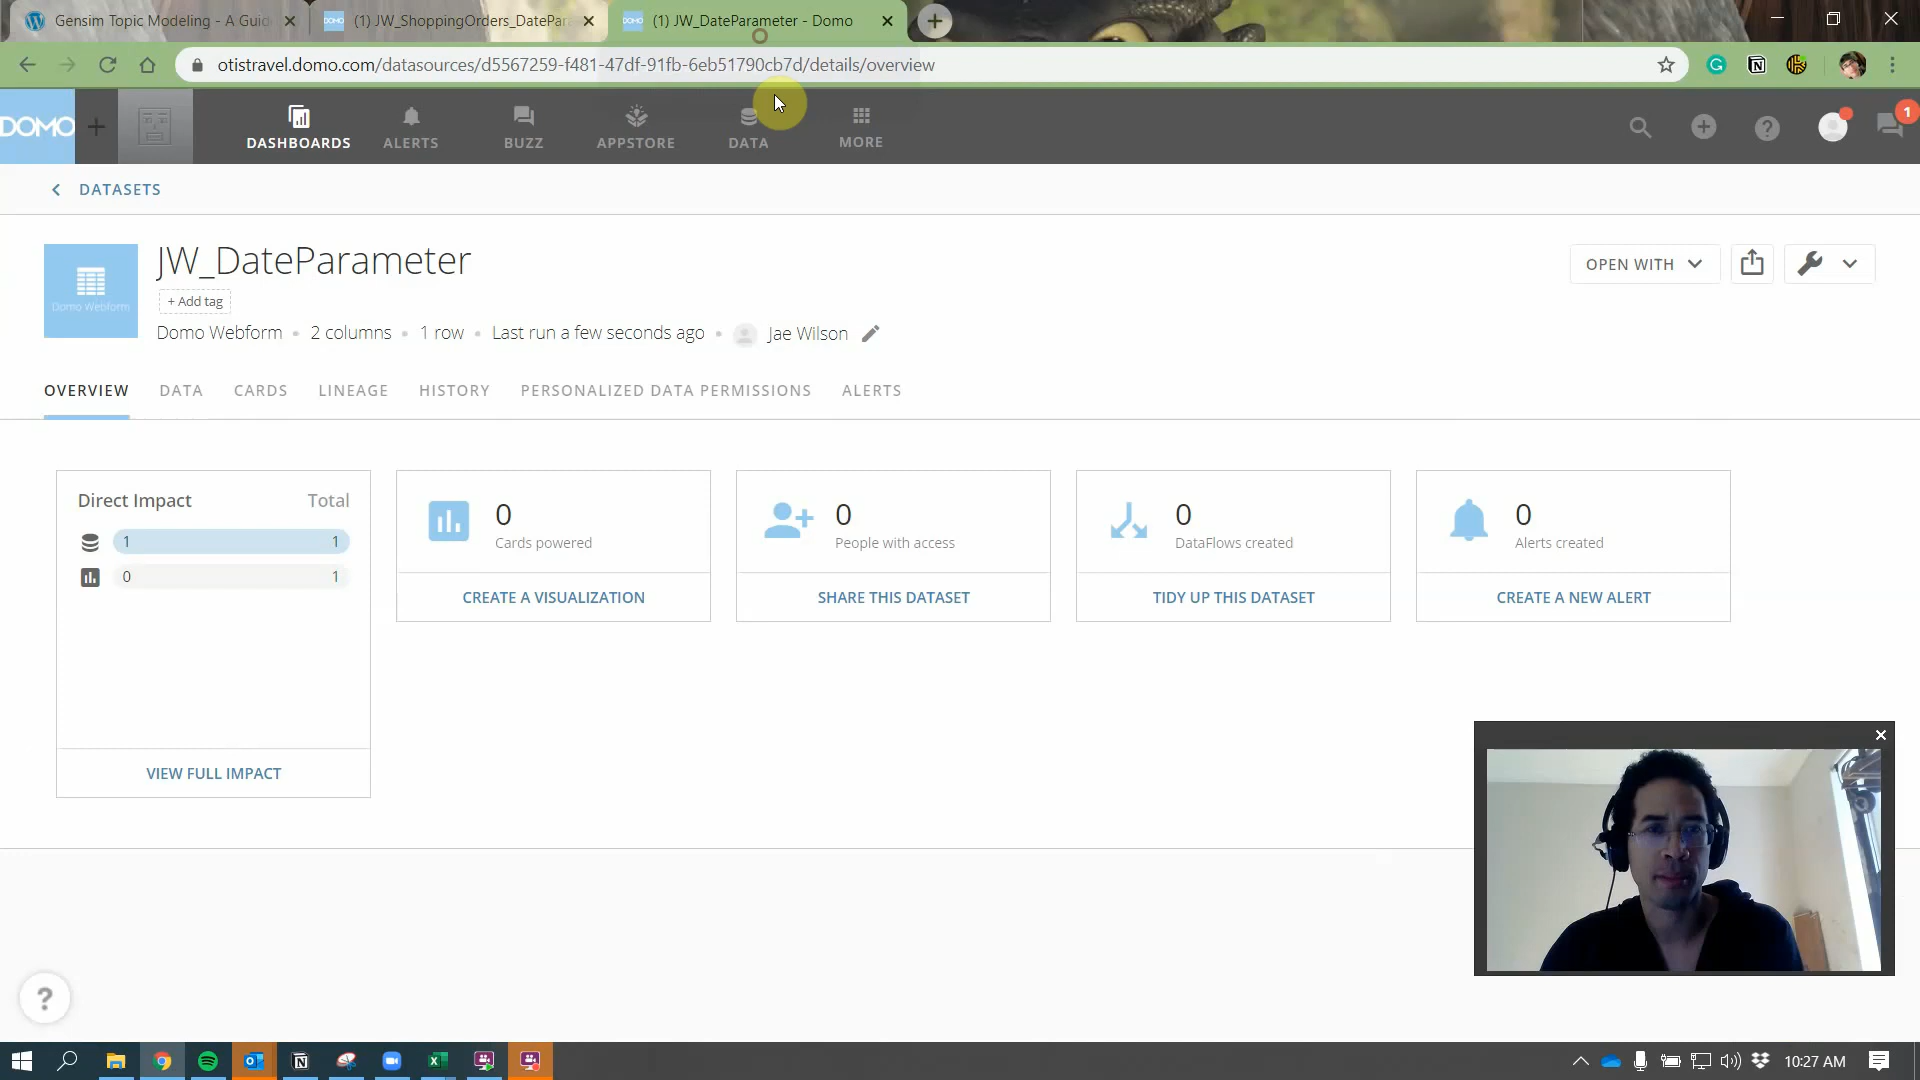 Gensim Topic Modeling - A Guid
(1) JW_ShoppingOrders_DatePar
(1) JW_DateParameter - Domo
otistravel.domo.com/datasources/d5567259-f481-47df-91fb-6eb51790cb7d/details/overview
DOMO
DASHBOARDS
ALERTS
BUZZ
APPSTORE
DATA
MORE
1
DATASETS
Domo Webform
JW_DateParameter
+ Add tag
Domo Webform • 2 columns • 1 row • Last run a few seconds ago • Jae Wilson
OPEN WITH
OVERVIEW DATA CARDS LINEAGE HISTORY PERSONALIZED DATA PERMISSIONS ALERTS
Direct Impact Total
1 1
0 1
VIEW FULL IMPACT
0
Cards powered
CREATE A VISUALIZATION
0
People with access
SHARE THIS DATASET
0
DataFlows created
TIDY UP THIS DATASET
0
Alerts created
CREATE A NEW ALERT
?
10:27 AM